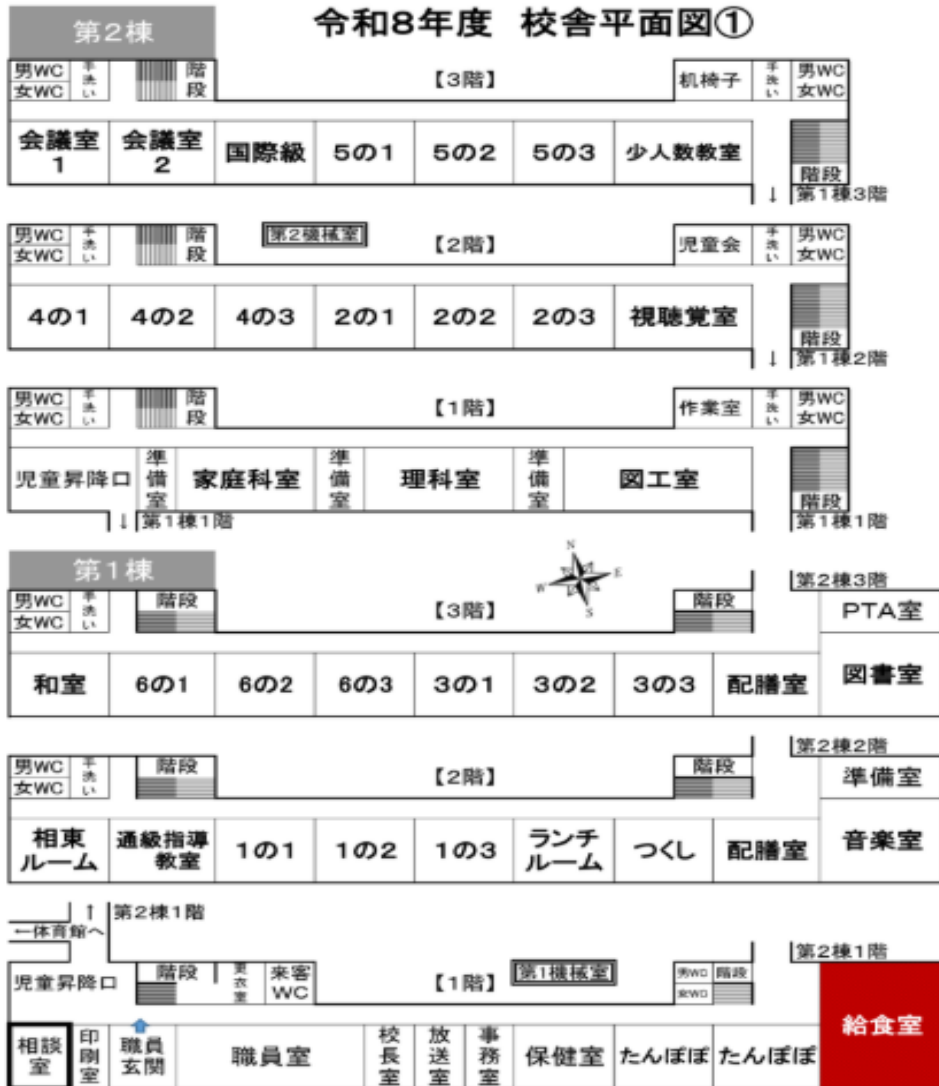 令和8年度 校舎平面図①
第2棟
男WC 手洗い 階段 【3階】 机椅子 手洗い 男WC
女WC 女WC
会議室1 会議室2 国際級 5の1 5の2 5の3 少人数教室 階段
↓ 第1棟3階
男WC 手洗い 階段 第2機械室 【2階】 児童会 手洗い 男WC
女WC 女WC
4の1 4の2 4の3 2の1 2の2 2の3 視聴覚室 階段
↓ 第1棟2階
男WC 手洗い 階段 【1階】 作業室 手洗い 男WC
女WC 女WC
児童昇降口 準備室 家庭科室 準備室 理科室 準備室 図工室 階段
↓ 第1棟1階 第1棟1階
第1棟
N
W E
S
第2棟3階
男WC 手洗い 階段 【3階】 階段 PTA室
女WC
和室 6の1 6の2 6の3 3の1 3の2 3の3 配膳室 図書室
第2棟2階
男WC 手洗い 階段 【2階】 階段 準備室
女WC
相東ルーム 通級指導教室 1の1 1の2 1の3 ランチルーム つくし 配膳室 音楽室
↑ 第2棟1階
←体育館へ
第2棟1階
児童昇降口 階段 更衣室 来客WC 【1階】 第1機械室 男WC 階段
女WC
給食室
相談室 印刷室 職員玄関 職員室 校長室 放送室 事務室 保健室 たんぽぽ たんぽぽ